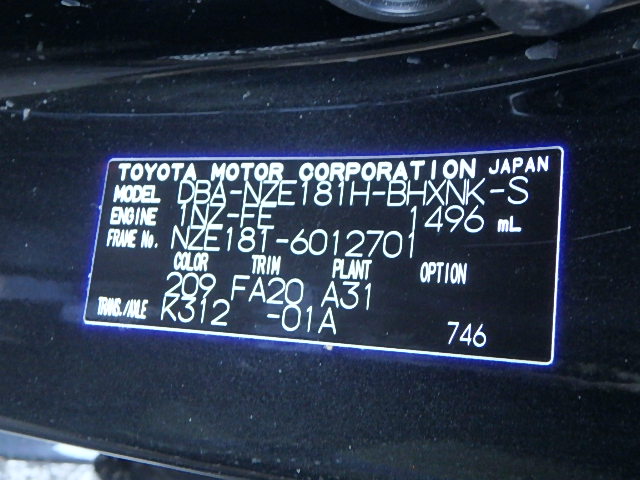 TOYOTA MOTOR CORPORATION JAPAN
MODEL DBA-NZE181H-BHXNK-S
ENGINE 1NZ-FE 1496 mL
FRAME No. NZE181-6012701
COLOR TRIM PLANT OPTION
209 FA20 A31
TRANS./AXLE K312 -01A 746